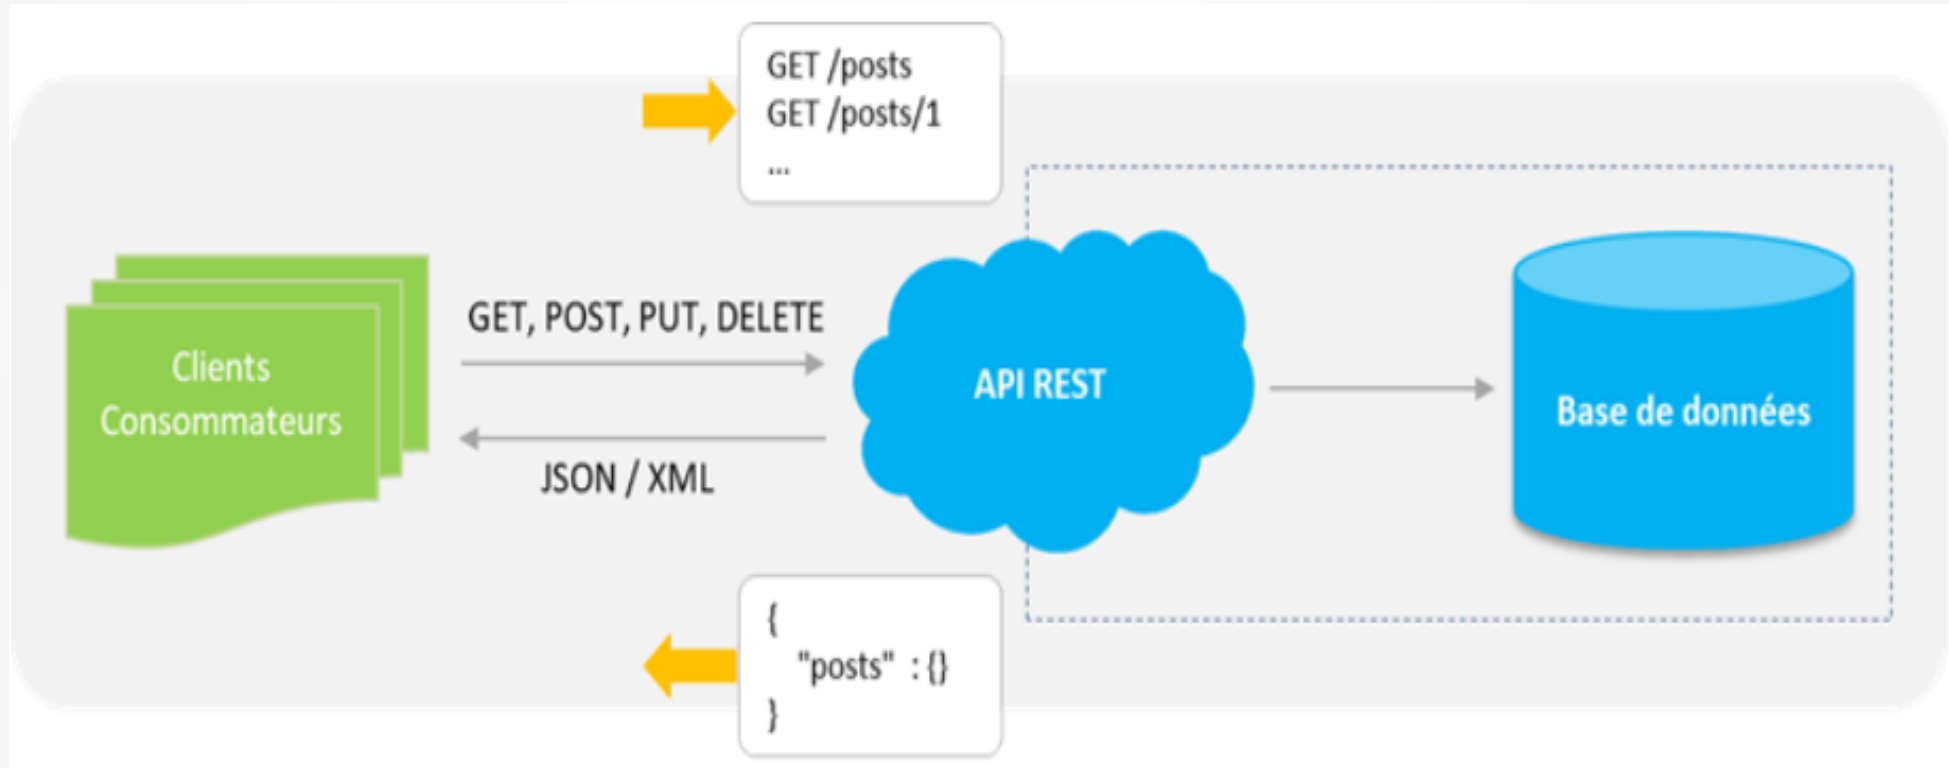 GET /posts
GET /posts/1
...
Clients
Consommateurs
GET, POST, PUT, DELETE
JSON / XML
API REST
Base de données
{
"posts" : {}
}